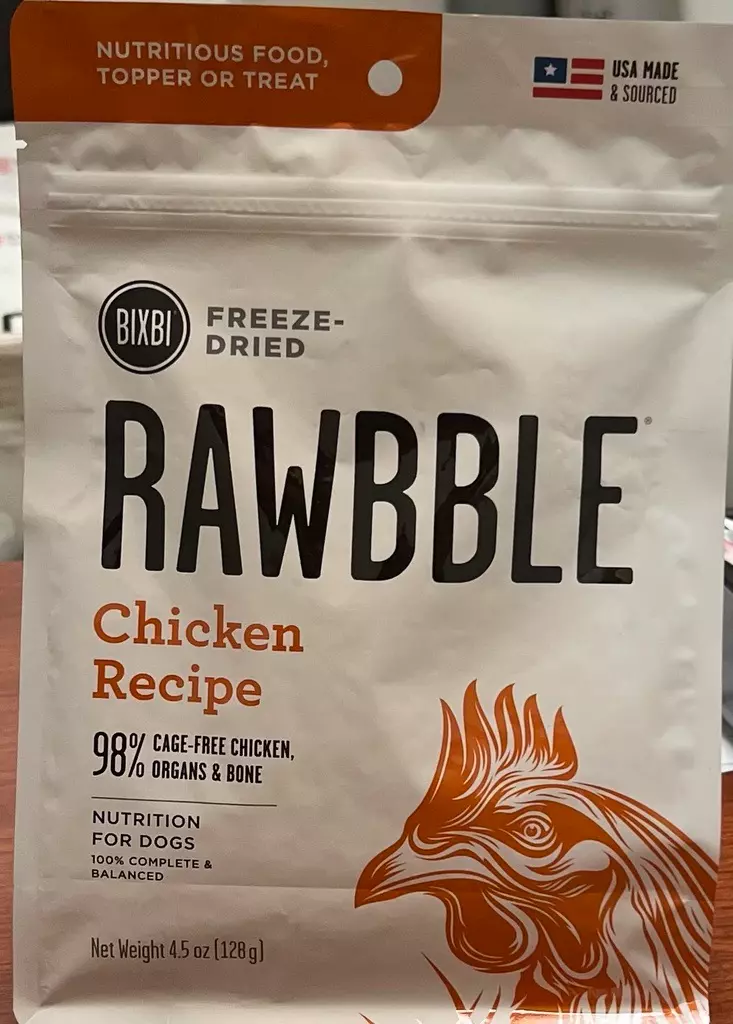 NUTRITIOUS FOOD,
TOPPER OR TREAT
USA MADE
& SOURCED
BIXBI
FREEZE-
DRIED
RAWBBLE®
Chicken
Recipe
98% CAGE-FREE CHICKEN,
ORGANS & BONE
NUTRITION
FOR DOGS
100% COMPLETE &
BALANCED
Net Weight 4.5 oz (128g)